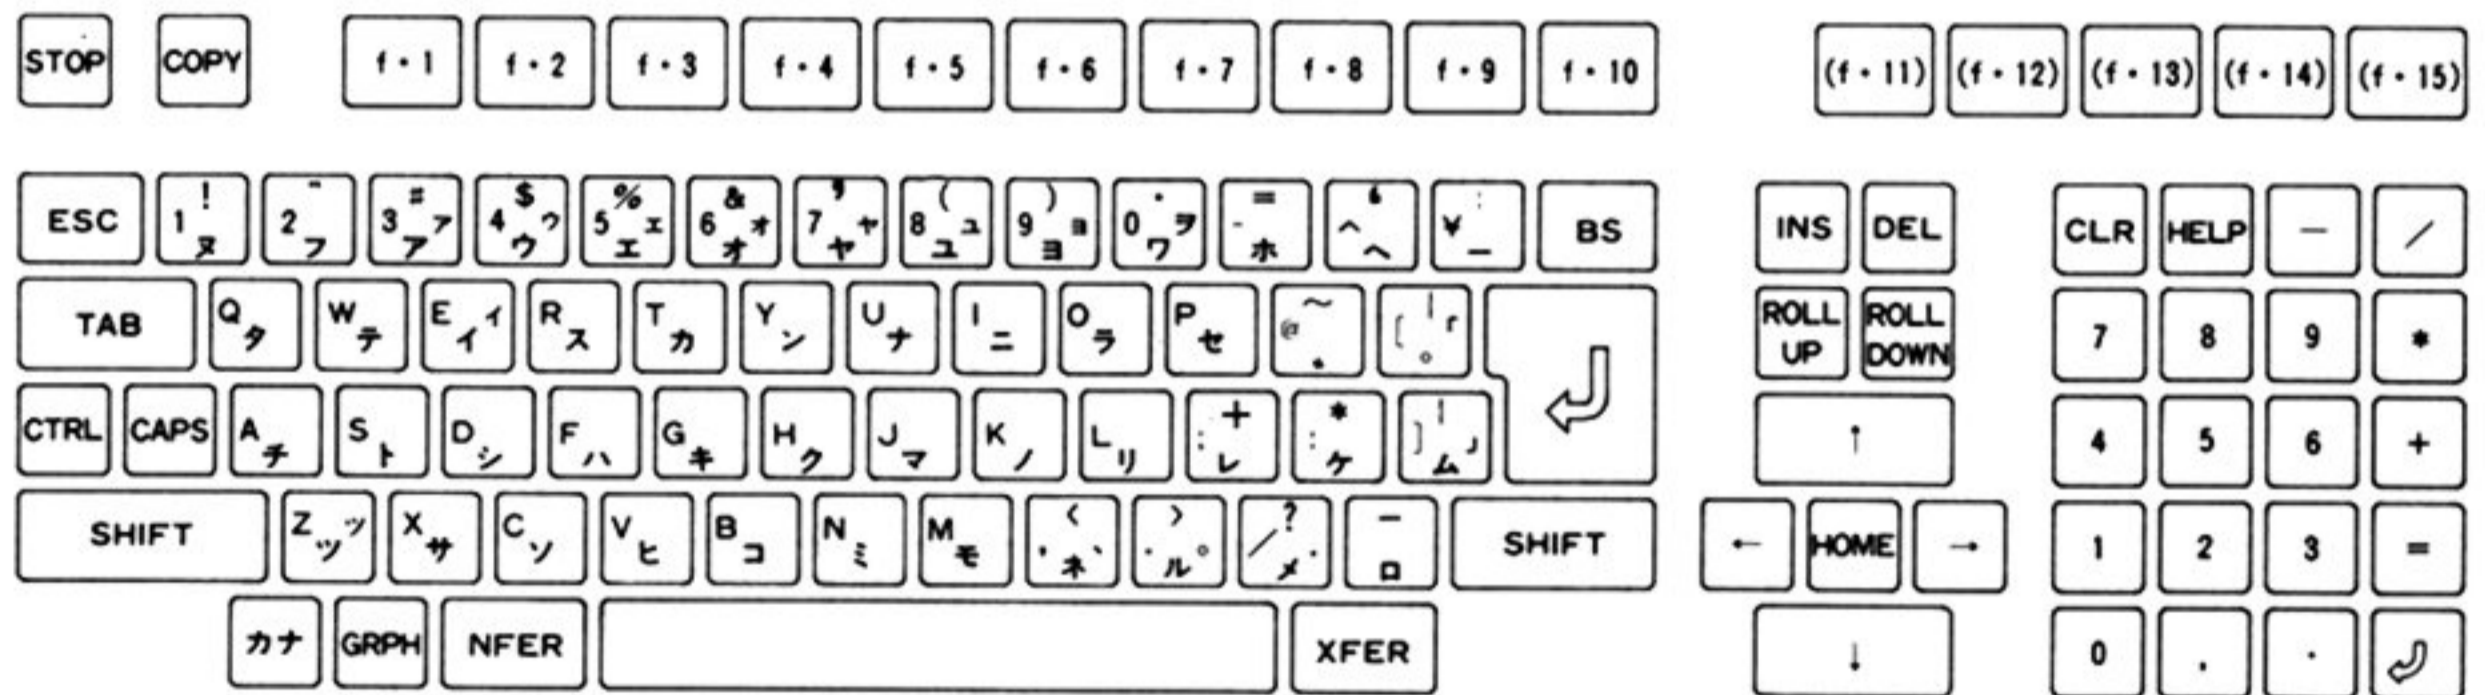 STOP COPY f・1 f・2 f・3 f・4 f・5 f・6 f・7 f・8 f・9 f・10 (f・11) (f・12) (f・13) (f・14) (f・15)
ESC ! 1 ヌ 2 フ # 3 ァ ア $ 4 ゥ ウ % 5 ェ エ & 6 ォ オ ' 7 ャ ヤ ( 8 ュ ユ ) 9 ョ ヨ 0 ヲ ワ = - ホ ^ ヘ ¥ ー BS INS DEL CLR HELP − /
TAB Q タ W テ E ィ イ R ス T カ Y ン U ナ I ニ O ラ P セ ~ @ ゛ [ 「 ゜ ROLL UP ROLL DOWN 7 8 9 *
CTRL CAPS A チ S ト D シ F ハ G キ H ク J マ K ノ L リ + レ * : ケ ] 」 ム ↑ 4 5 6 +
SHIFT Z ッ ツ X サ C ソ V ヒ B コ N ミ M モ < , 、 ネ > . 。 ル ? / ・ メ _ ロ SHIFT ← HOME → 1 2 3 =
カナ GRPH NFER XFER ↓ 0 , .